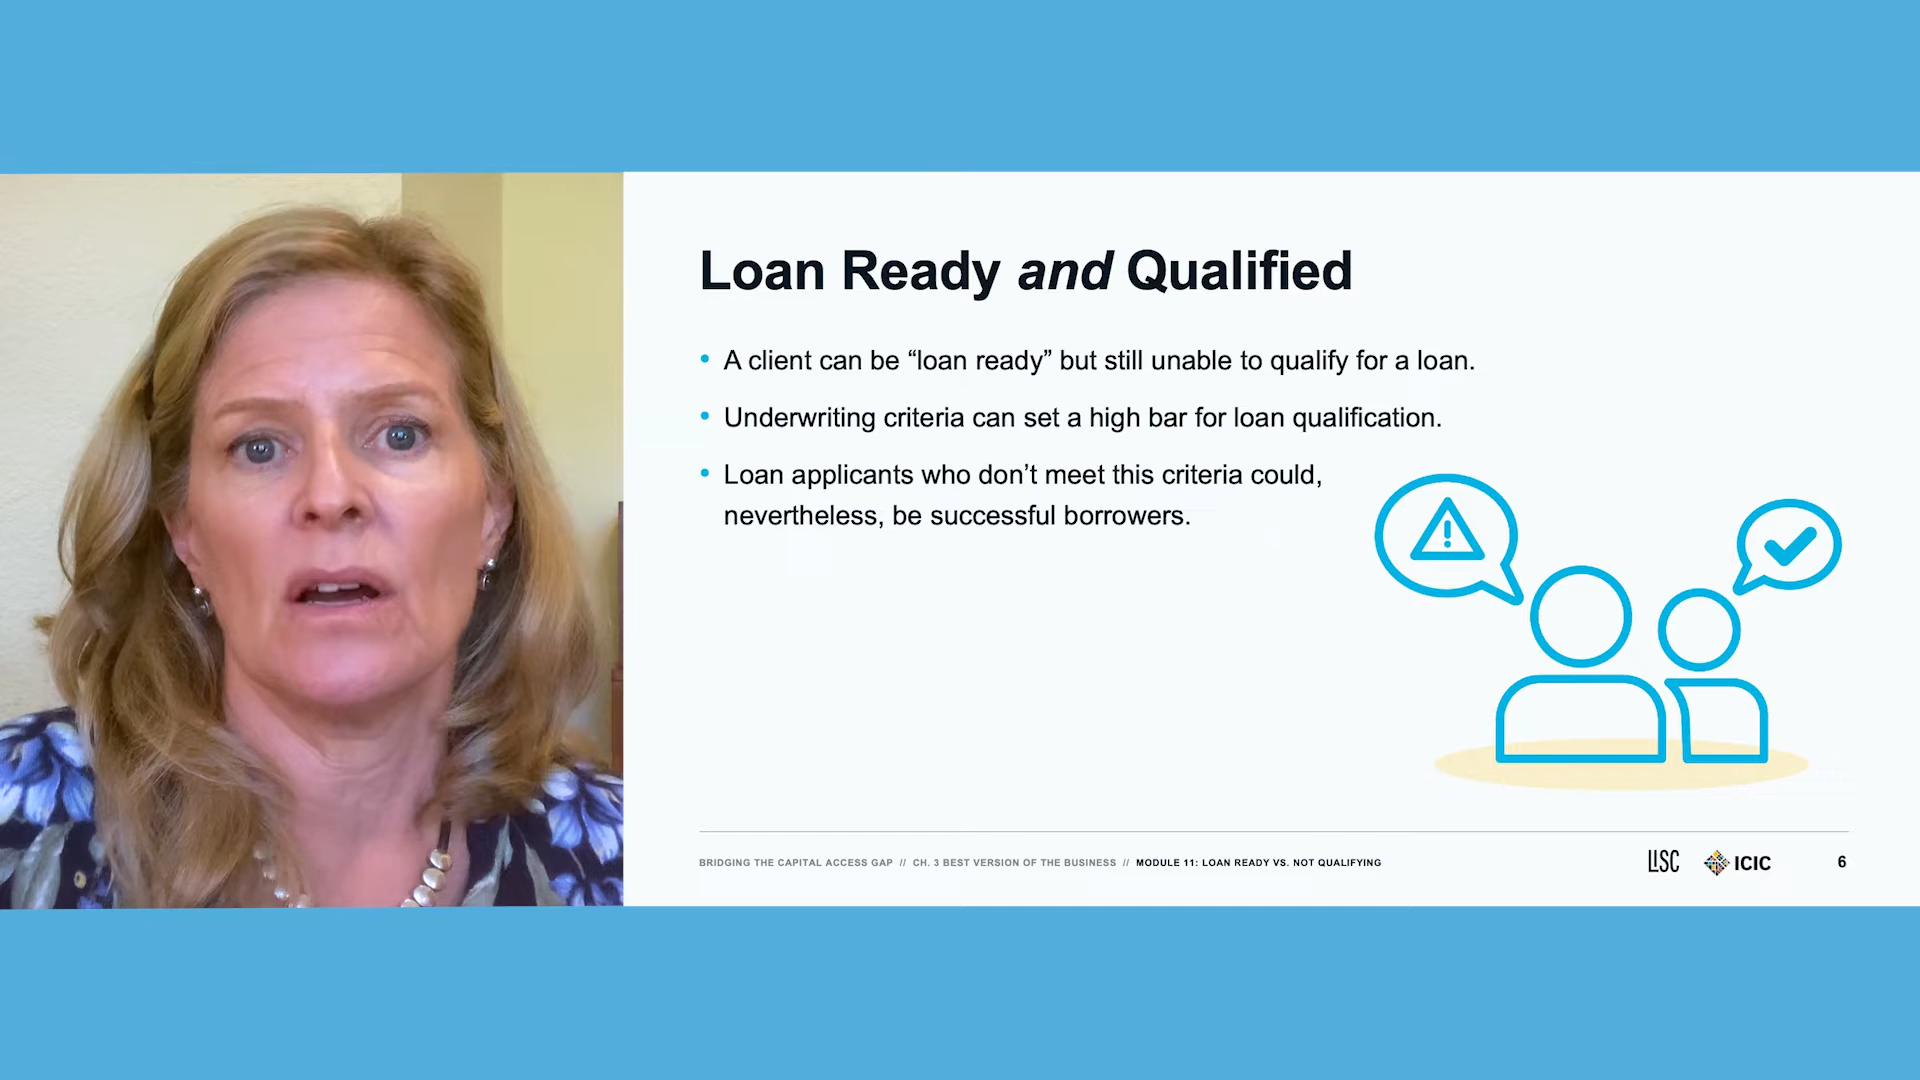 Loan Ready and Qualified
• A client can be “loan ready” but still unable to qualify for a loan.
• Underwriting criteria can set a high bar for loan qualification.
• Loan applicants who don’t meet this criteria could,
nevertheless, be successful borrowers.
BRIDGING THE CAPITAL ACCESS GAP // CH. 3 BEST VERSION OF THE BUSINESS // MODULE 11: LOAN READY VS. NOT QUALIFYING
LISC
ICIC
6